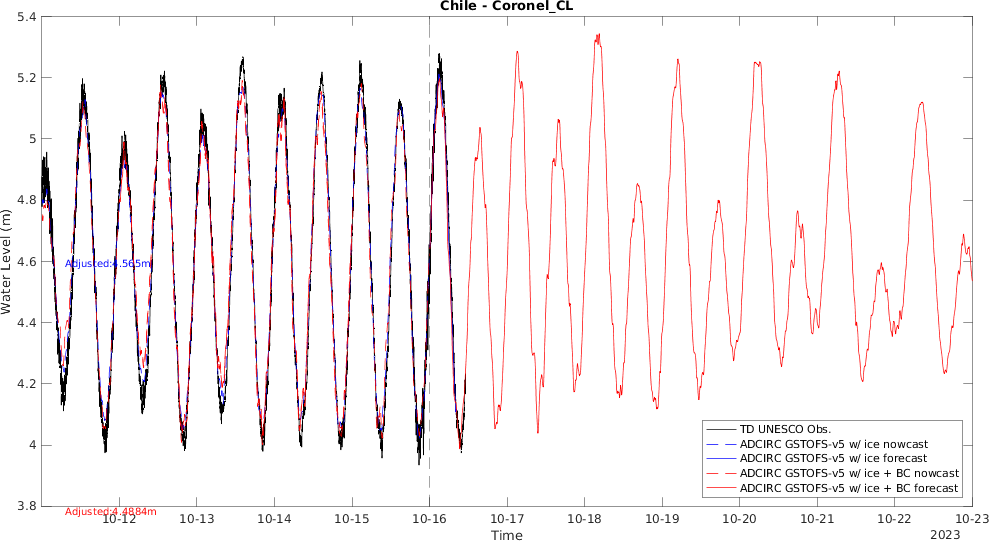 Chile - Coronel_CL
5.4
5.2
5
4.8
4.6
4.4
4.2
4
3.8
Water Level (m)
Adjusted:4.565m
Adjusted:4.4884m
TD UNESCO Obs.
ADCIRC GSTOFS-v5 w/ ice nowcast
ADCIRC GSTOFS-v5 w/ ice forecast
ADCIRC GSTOFS-v5 w/ ice + BC nowcast
ADCIRC GSTOFS-v5 w/ ice + BC forecast
10-12 10-13 10-14 10-15 10-16 10-17 10-18 10-19 10-20 10-21 10-22 10-23
Time
2023